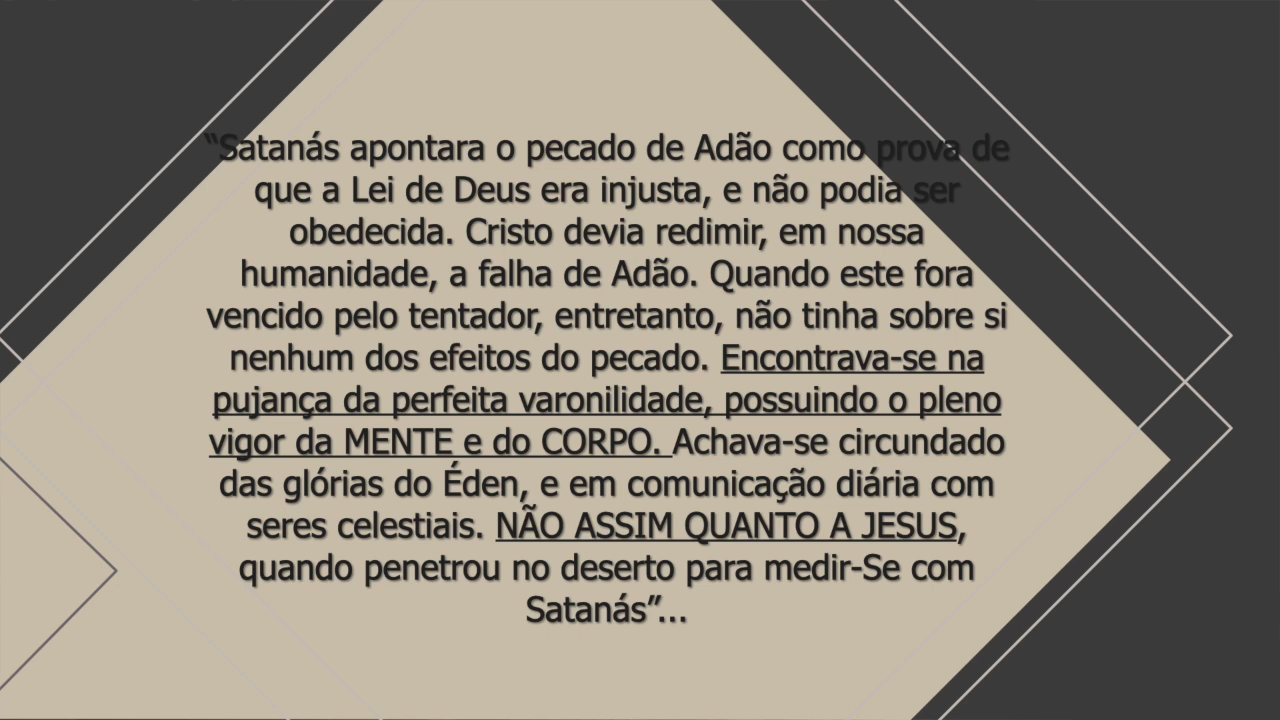 “Satanás apontara o pecado de Adão como prova de
que a Lei de Deus era injusta, e não podia ser
obedecida. Cristo devia redimir, em nossa
humanidade, a falha de Adão. Quando este fora
vencido pelo tentador, entretanto, não tinha sobre si
nenhum dos efeitos do pecado. Encontrava-se na
pujança da perfeita varonilidade, possuindo o pleno
vigor da MENTE e do CORPO. Achava-se circundado
das glórias do Éden, e em comunicação diária com
seres celestiais. NÃO ASSIM QUANTO A JESUS,
quando penetrou no deserto para medir-Se com
Satanás”...